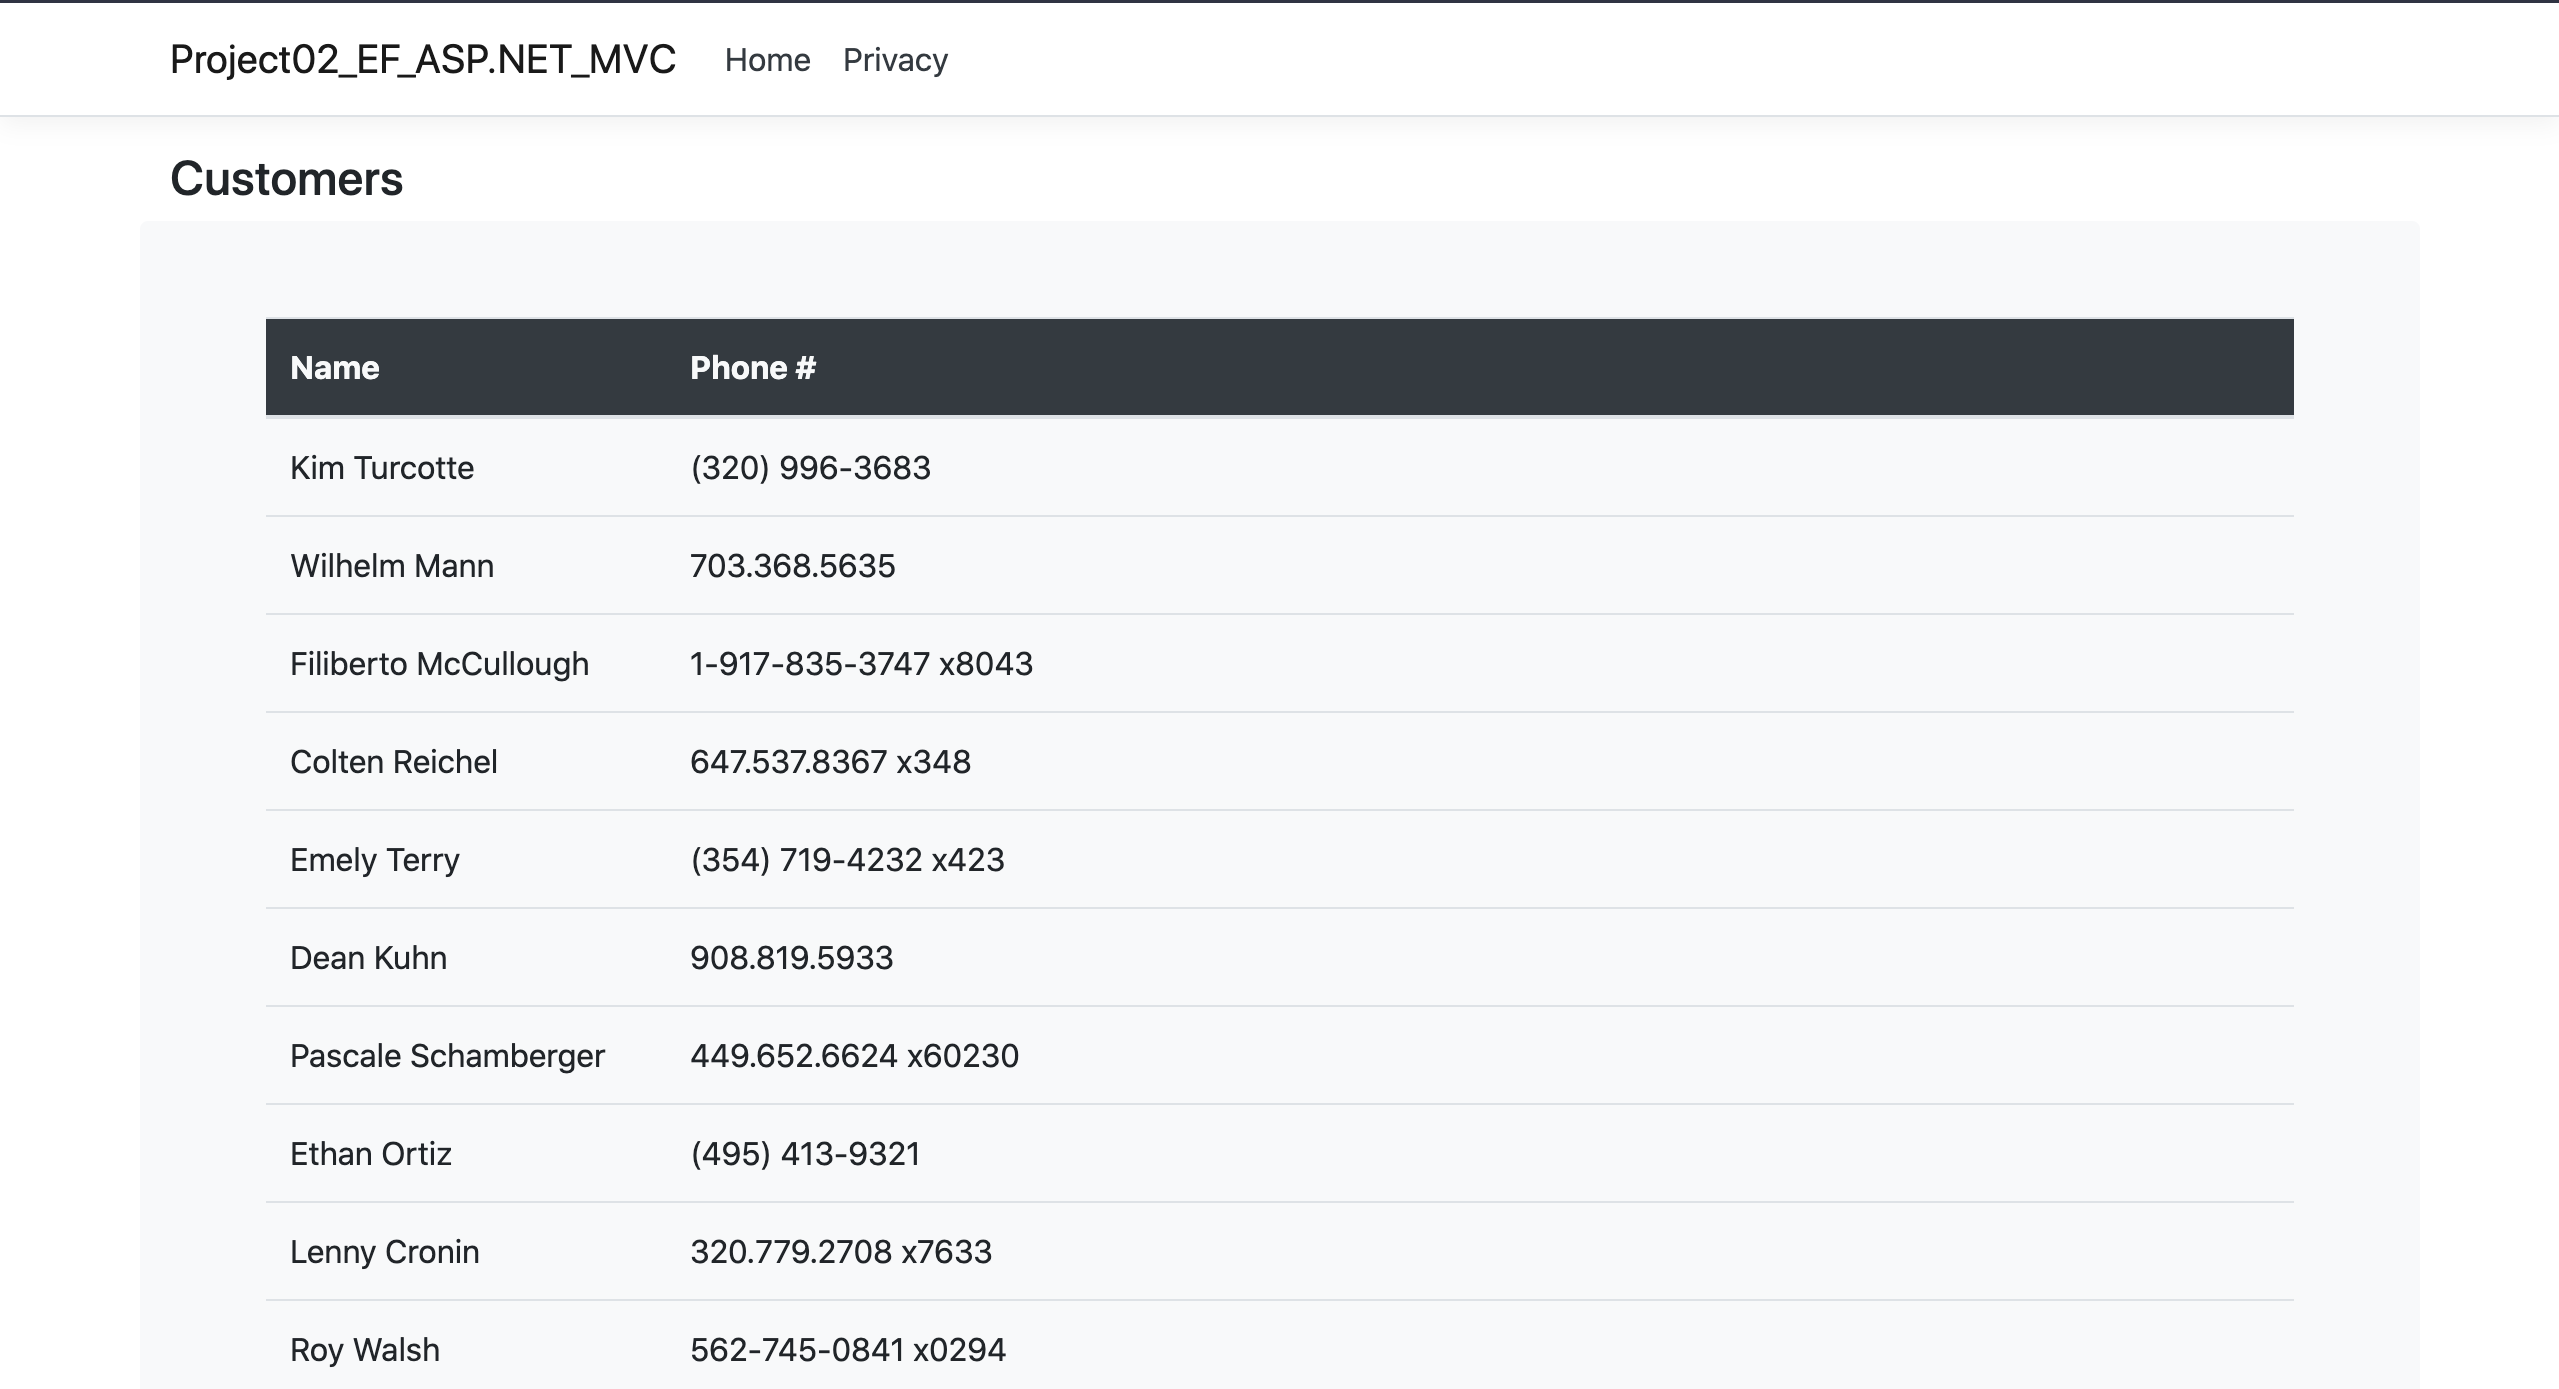 Project02_EF_ASP.NET_MVC Home Privacy
Customers
Name Phone #
Kim Turcotte (320) 996-3683
Wilhelm Mann 703.368.5635
Filiberto McCullough 1-917-835-3747 x8043
Colten Reichel 647.537.8367 x348
Emely Terry (354) 719-4232 x423
Dean Kuhn 908.819.5933
Pascale Schamberger 449.652.6624 x60230
Ethan Ortiz (495) 413-9321
Lenny Cronin 320.779.2708 x7633
Roy Walsh 562-745-0841 x0294